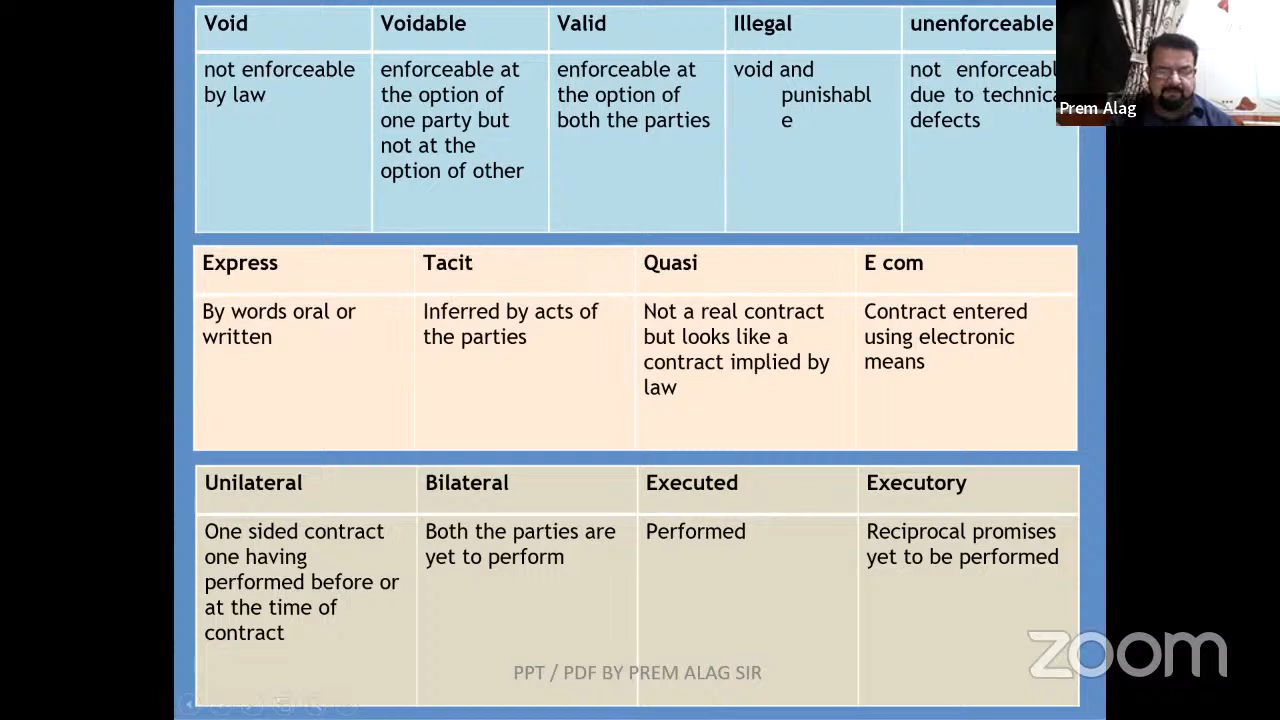 Void Voidable Valid Illegal unenforceable
not enforceable
by law
enforceable at
the option of
one party but
not at the
option of other
enforceable at
the option of
both the parties
void and
punishabl
e
not enforceabl
due to technica
defects
Prem Alag
Express Tacit Quasi E com
By words oral or
written
Inferred by acts of
the parties
Not a real contract
but looks like a
contract implied by
law
Contract entered
using electronic
means
Unilateral Bilateral Executed Executory
One sided contract
one having
performed before or
at the time of
contract
Both the parties are
yet to perform
Performed
Reciprocal promises
yet to be performed
PPT / PDF BY PREM ALAG SIR
zoom